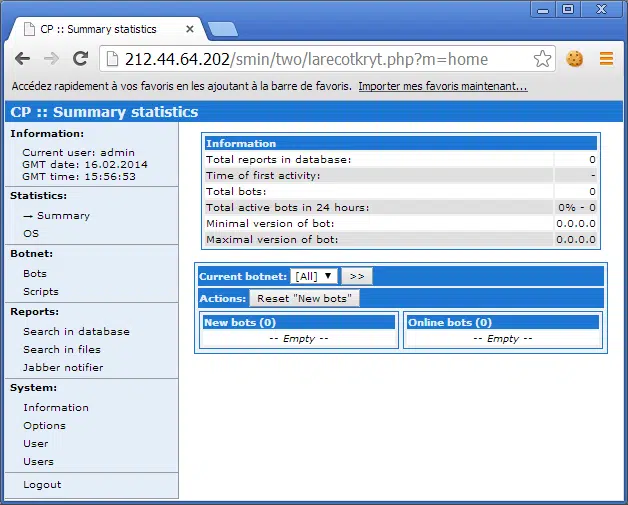 CP :: Summary statistics
212.44.64.202/smin/two/larecotkryt.php?m=home
Accédez rapidement à vos favoris en les ajoutant à la barre de favoris. Importer mes favoris maintenant...
CP :: Summary statistics
Information:
Current user: admin
GMT date: 16.02.2014
GMT time: 15:56:53
Statistics:
→ Summary
OS
Botnet:
Bots
Scripts
Reports:
Search in database
Search in files
Jabber notifier
System:
Information
Options
User
Users
Logout
Information
Total reports in database: 0
Time of first activity: -
Total bots: 0
Total active bots in 24 hours: 0% - 0
Minimal version of bot: 0.0.0.0
Maximal version of bot: 0.0.0.0
Current botnet: [All] >>
Actions: Reset "New bots"
New bots (0) Online bots (0)
-- Empty -- -- Empty --